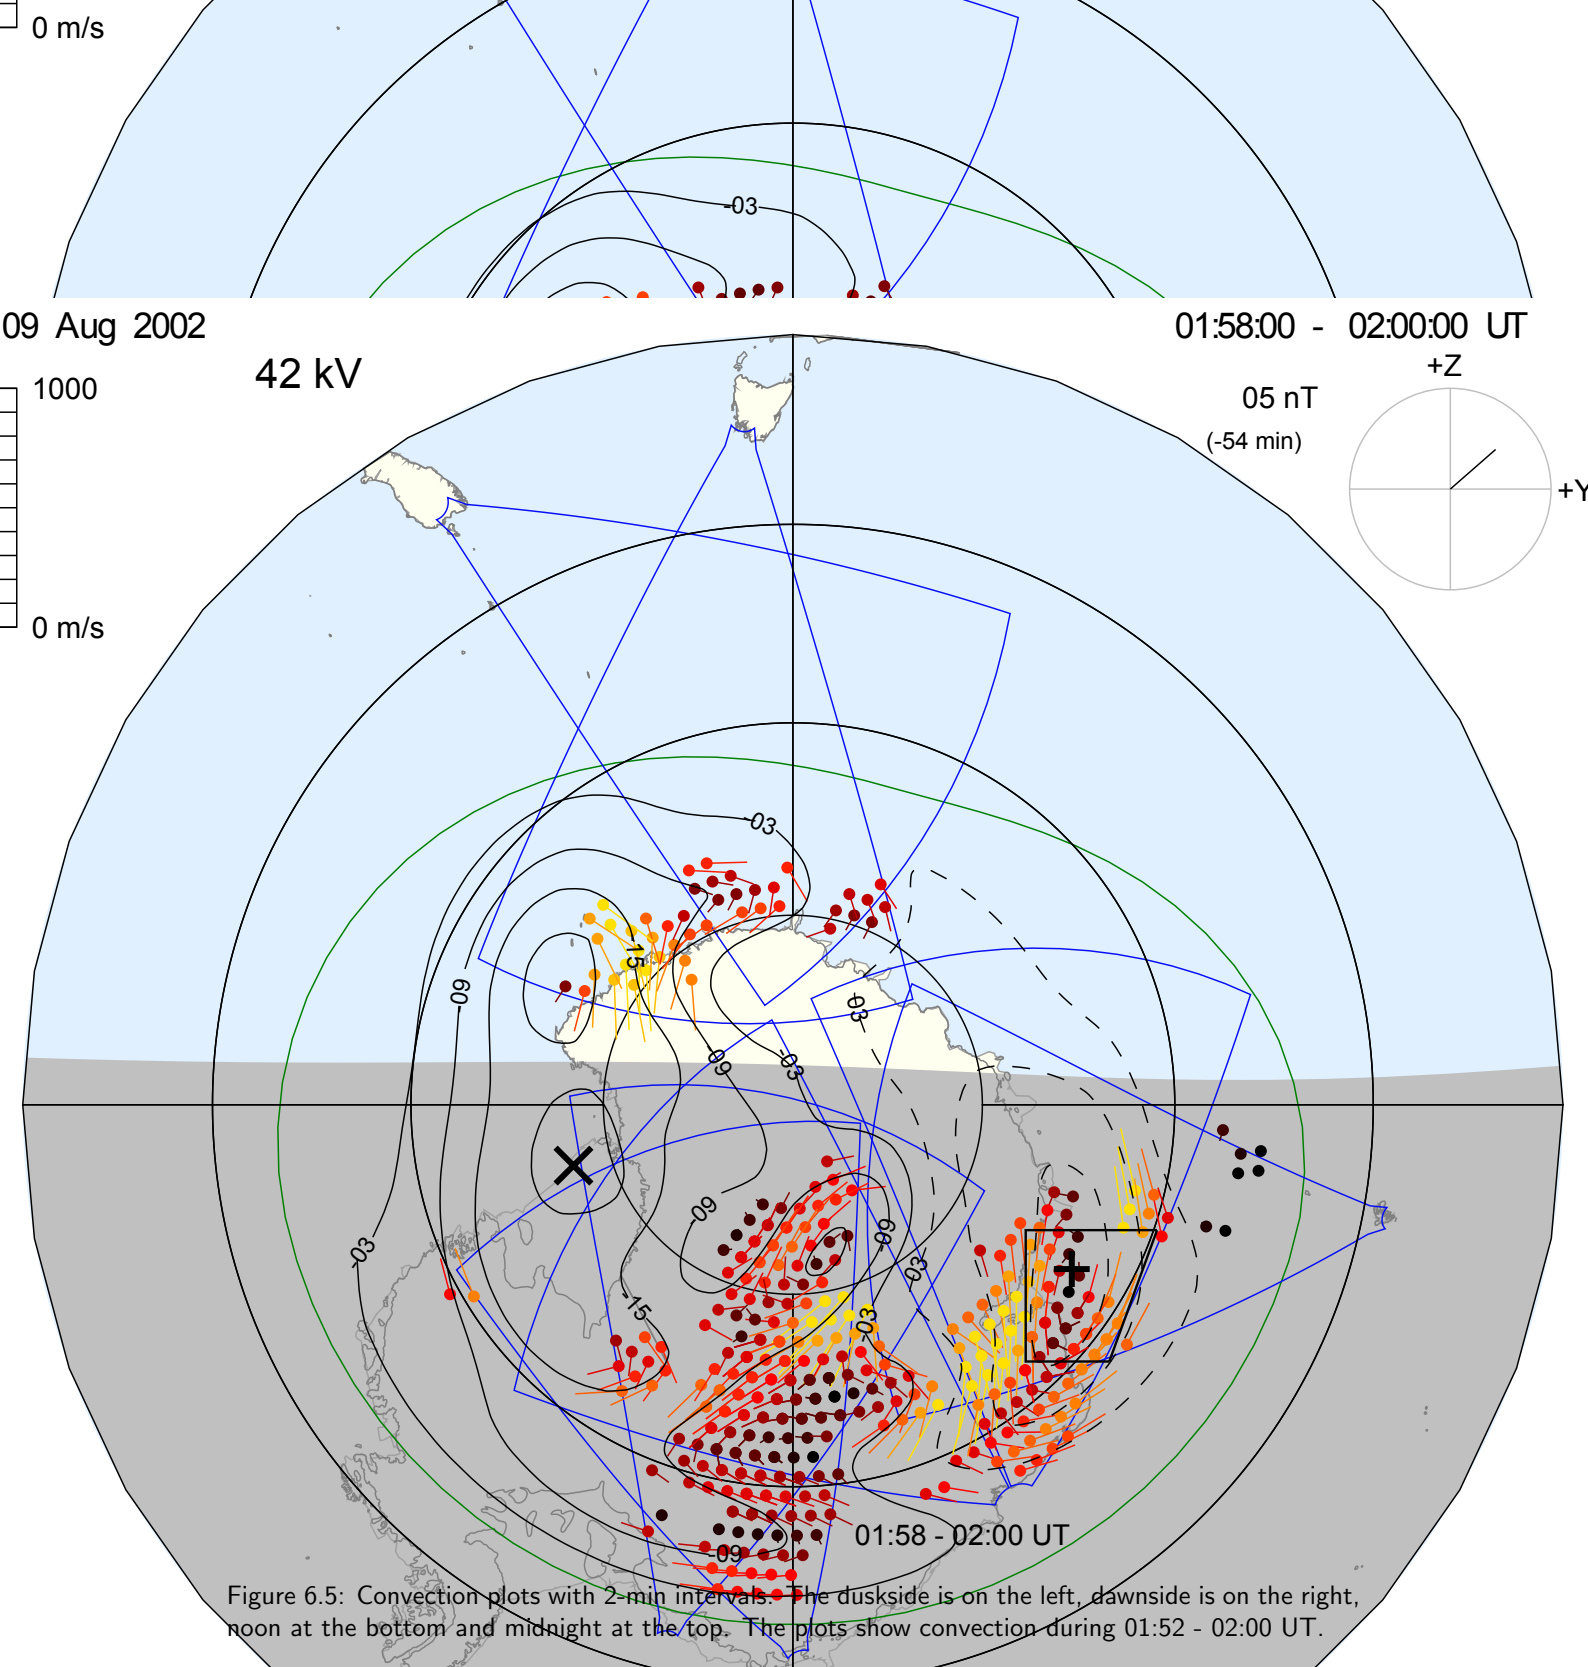 0 m/s
-03
09 Aug 2002
01:58:00 - 02:00:00 UT
42 kV
+Z
1000
05 nT
(-54 min)
+Y
0 m/s
-03
-15
-09
-03
-09
-03
-09
-09
-03
-03
-15
-03
01:58 - 02:00 UT
-09
Figure 6.5: Convection plots with 2-min intervals. The duskside is on the left, dawnside is on the right,
noon at the bottom and midnight at the top. The plots show convection during 01:52 - 02:00 UT.